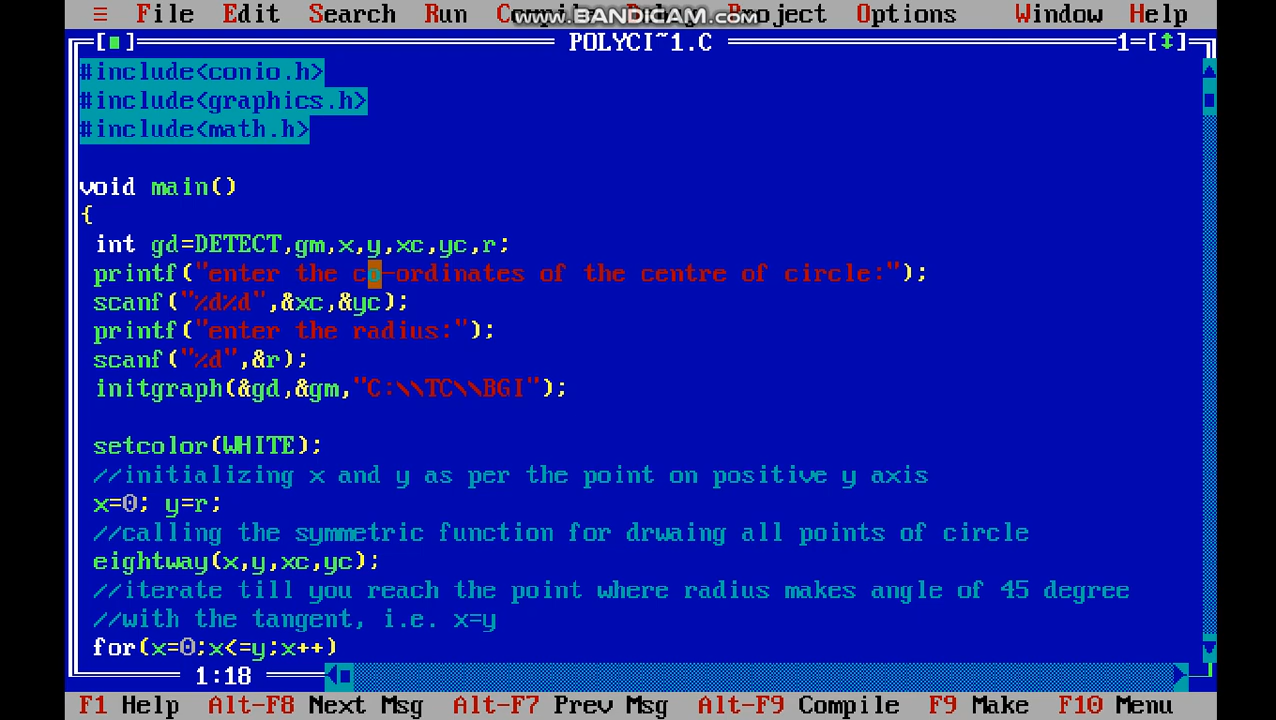 ≡ File Edit Search Run Compile Debug Project Options Window Help
www.BANDICAM.com
POLYCI~1.C 1
#include<conio.h>
#include<graphics.h>
#include<math.h>
void main()
{
int gd=DETECT,gm,x,y,xc,yc,r;
printf("enter the co-ordinates of the centre of circle:");
scanf("%d%d",&xc,&yc);
printf("enter the radius:");
scanf("%d",&r);
initgraph(&gd,&gm,"C:\\TC\\BGI");
setcolor(WHITE);
//initializing x and y as per the point on positive y axis
x=0; y=r;
//calling the symmetric function for drwaing all points of circle
eightway(x,y,xc,yc);
//iterate till you reach the point where radius makes angle of 45 degree
//with the tangent, i.e. x=y
for(x=0;x<=y;x++)
1:18
F1 Help Alt-F8 Next Msg Alt-F7 Prev Msg Alt-F9 Compile F9 Make F10 Menu